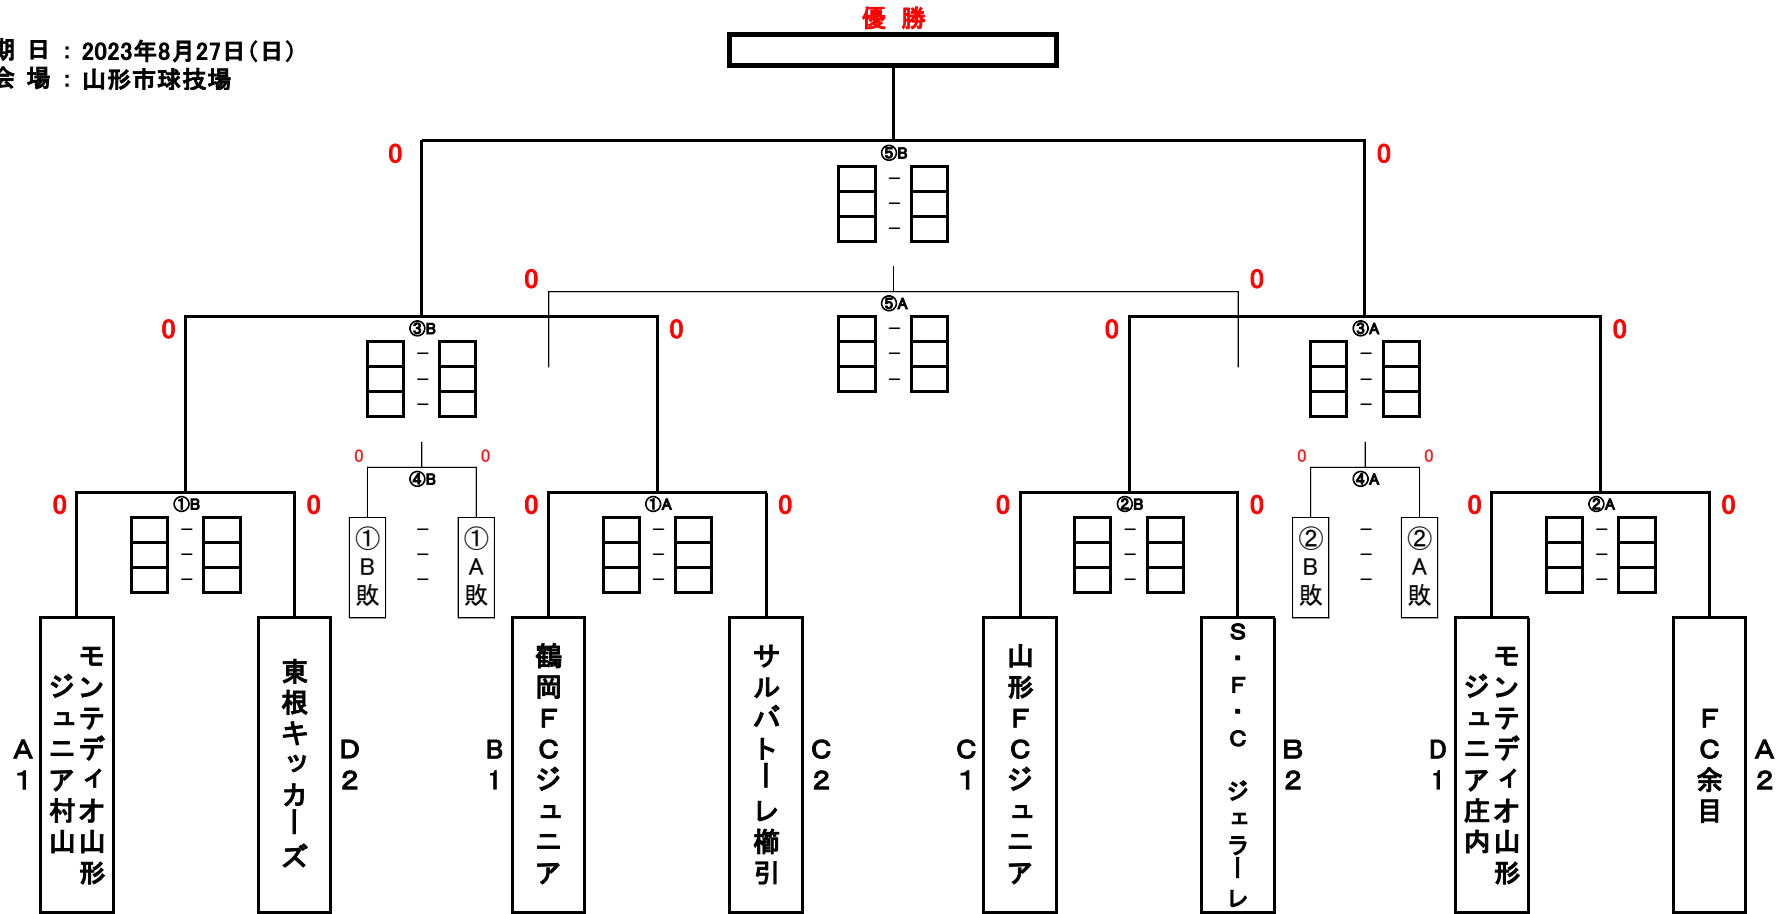 優 勝
期 日 : 2023年8月27日(日)
会 場 : 山形市球技場
0 0
⑤B
-
-
-
0 0
⑤A
-
-
-
0 0 0 0
③B ③A
- -
- -
- -
0 0 0 0
④B ④A
0 0 0 0 0 0 0 0
①B ①A ②B ②A
- - - - - -
- - - - - -
- - - - - -
①B敗
①A敗
②B敗
②A敗
A1
モンテディオ山形
ジュニア村山
東根キッカーズ
D2
B1
鶴岡FCジュニア
サルバトーレ櫛引
C2
C1
山形FCジュニア
S・F・C ジェラーレ
B2
D1
モンテディオ山形
ジュニア庄内
FC余目
A2